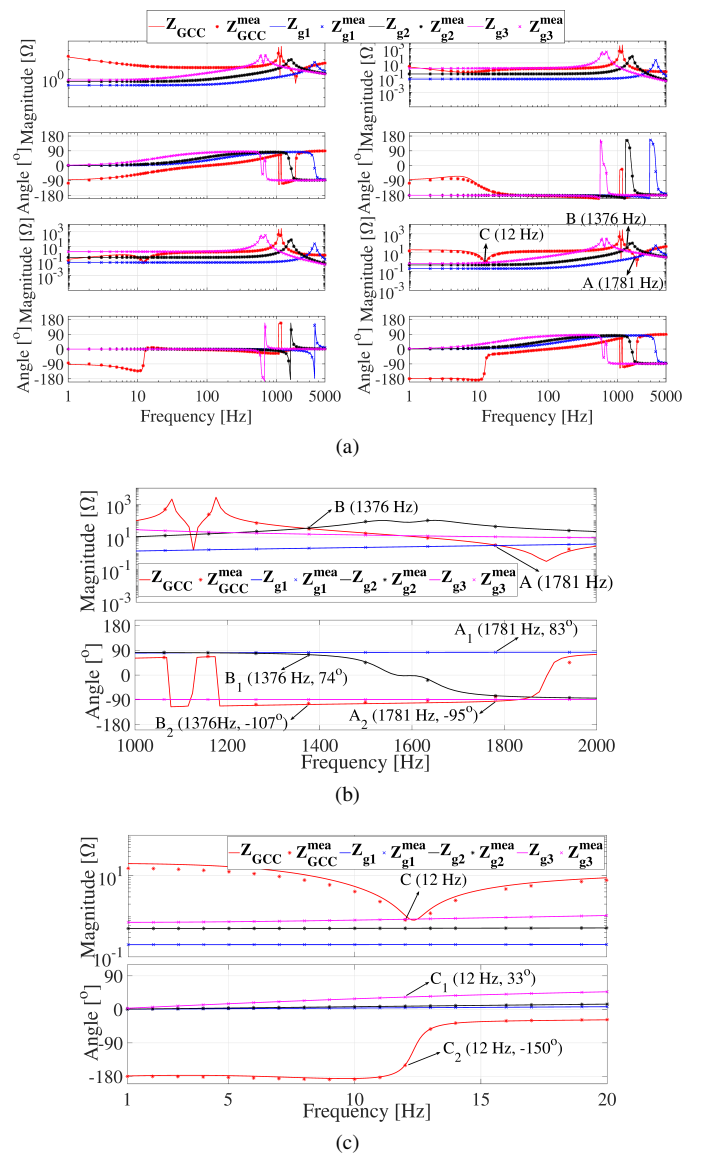 Z_GCC Z_GCC^mea Z_g1 Z_g1^mea Z_g2 Z_g2^mea Z_g3 Z_g3^mea
Magnitude [Ω]
10^0
Magnitude [Ω]
10^3
10^1
10^-1
10^-3
Angle [°]
180
90
0
-90
-180
Angle [°]
180
90
0
-90
-180
Magnitude [Ω]
10^3
10^1
10^-1
10^-3
Magnitude [Ω]
10^3
10^1
10^-1
10^-3
C (12 Hz)
B (1376 Hz)
A (1781 Hz)
Angle [°]
180
90
0
-90
-180
1 10 100 1000 5000
Frequency [Hz]
Angle [°]
180
90
0
-90
-180
1 10 100 1000 5000
Frequency [Hz]
(a)
Magnitude [Ω]
10^3
10^1
10^-1
10^-3
B (1376 Hz)
Z_GCC Z_GCC^mea Z_g1 Z_g1^mea Z_g2 Z_g2^mea Z_g3 Z_g3^mea
A (1781 Hz)
Angle [°]
180
90
0
-90
-180
A_1 (1781 Hz, 83°)
B_1 (1376 Hz, 74°)
B_2 (1376Hz, -107°)
A_2 (1781 Hz, -95°)
1000 1200 1400 1600 1800 2000
Frequency [Hz]
(b)
Z_GCC Z_GCC^mea Z_g1 Z_g1^mea Z_g2 Z_g2^mea Z_g3 Z_g3^mea
Magnitude [Ω]
10^1
10^-1
C (12 Hz)
Angle [°]
90
0
-90
-180
C_1 (12 Hz, 33°)
C_2 (12 Hz, -150°)
1 5 10 15 20
Frequency [Hz]
(c)